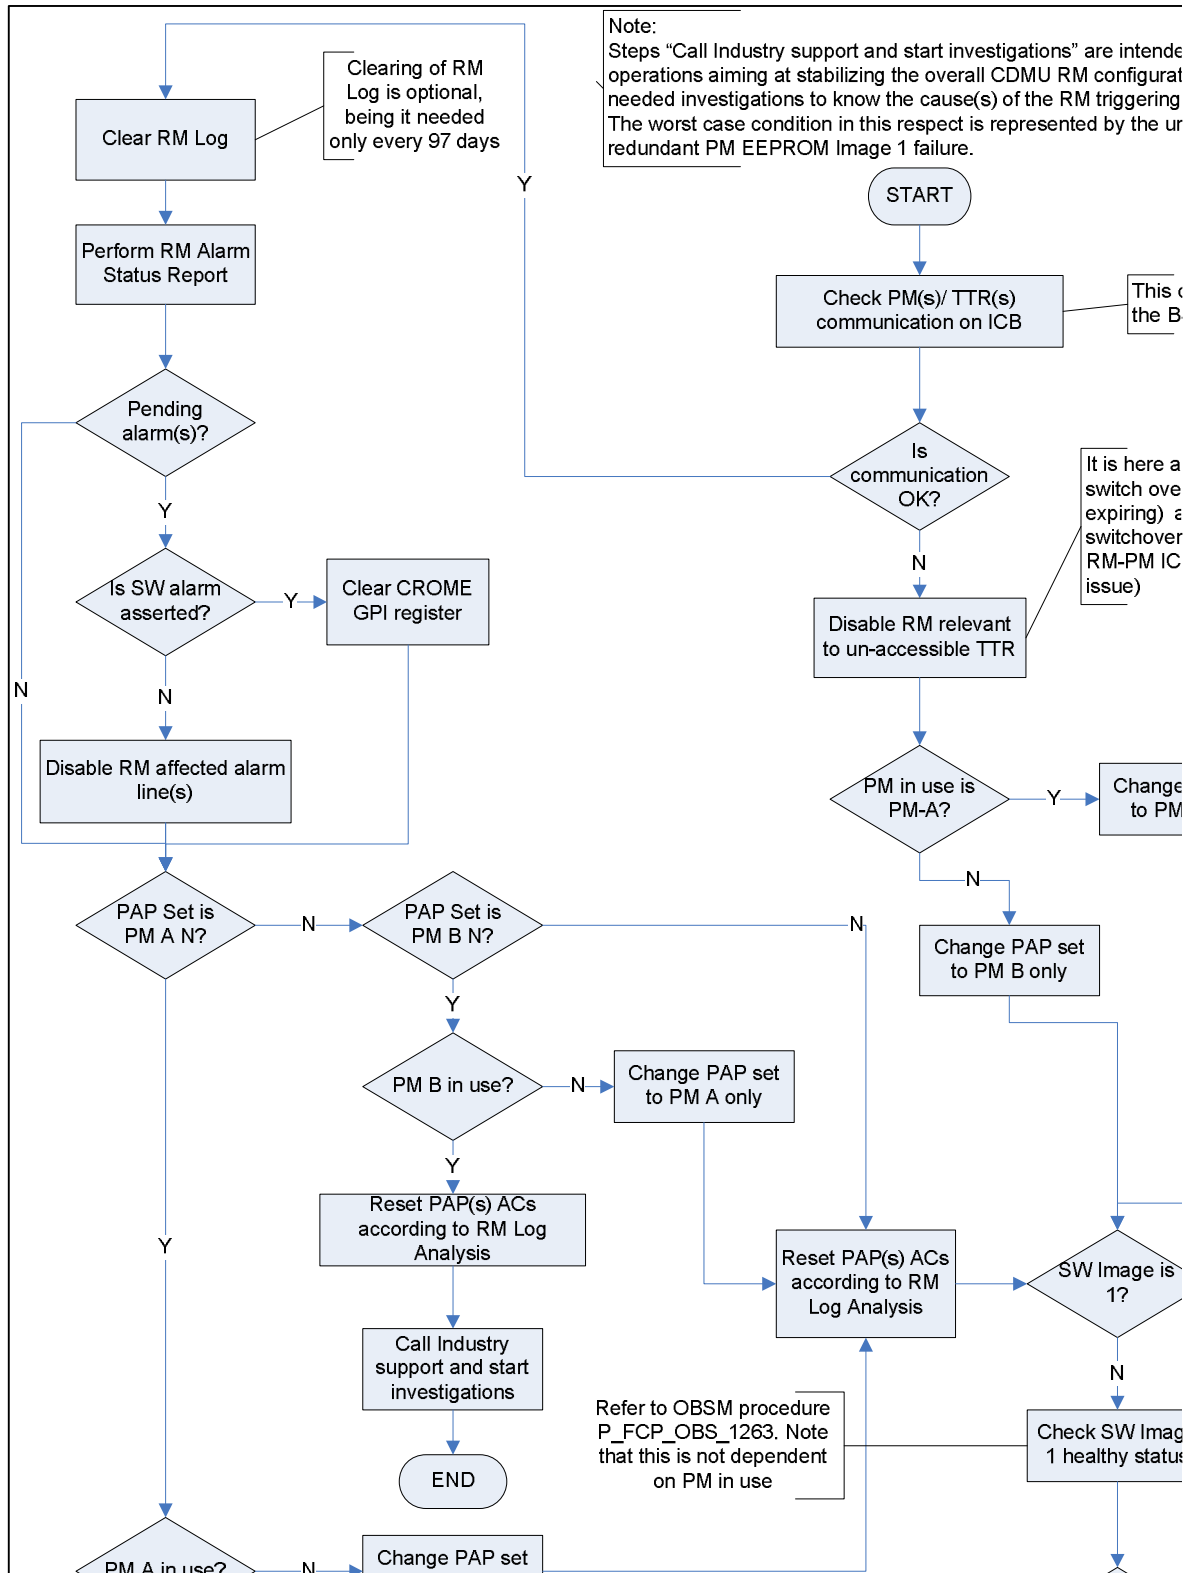 Note:
Steps “Call Industry support and start investigations” are
operations aiming at stabilizing the overall CDMU RM
needed investigations to know the cause(s) of the RM triggering
The worst case condition in this respect is represented by the
redundant PM EEPROM Image 1 failure.
Clearing of RM
Log is optional,
being it needed
only every 97 days
Clear RM Log
Y
START
Perform RM Alarm
Status Report
Check PM(s)/ TTR(s)
communication on ICB
This
the
Pending
alarm(s)?
Is
communication
OK?
It is here
switch
expiring)
switchover
RM-PM
issue)
Y
N
Is SW alarm
asserted?
Y
Clear CROME
GPI register
Disable RM relevant
to un-accessible TTR
N
N
Disable RM affected alarm
line(s)
PM in use is
PM-A?
Y
Change
to PM
N
PAP Set is
PM A N?
N
PAP Set is
PM B N?
N
Change PAP set
to PM B only
Y
PM B in use?
N
Change PAP set
to PM A only
Y
Reset PAP(s) ACs
according to RM Log
Analysis
Y
Reset PAP(s) ACs
according to RM
Log Analysis
SW Image is
1?
Call Industry
support and start
investigations
N
Refer to OBSM procedure
P_FCP_OBS_1263. Note
that this is not dependent
on PM in use
Check SW
1 healthy status
END
PM A in use?
N
Change PAP set